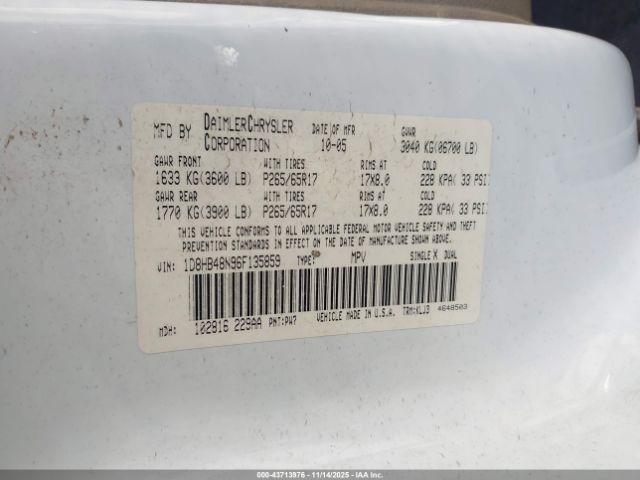 MFD BY DAIMLERCHRYSLER CORPORATION DATE OF MFR 10-05 GVWR 3040 KG(06700 LB)
GAWR FRONT WITH TIRES RIMS AT COLD
1633 KG(3600 LB) P265/65R17 17X8.0 228 KPA( 33 PSI)
GAWR REAR WITH TIRES RIMS AT COLD
1770 KG(3900 LB) P265/65R17 17X8.0 228 KPA( 33 PSI)
THIS VEHICLE CONFORMS TO ALL APPLICABLE FEDERAL MOTOR VEHICLE SAFETY AND THEFT
PREVENTION STANDARDS IN EFFECT ON THE DATE OF MANUFACTURE SHOWN ABOVE.
VIN: 1D8HB48N96F135859 TYPE: MPV SINGLE X DUAL
MDH: 102816 229AA PNT:PW7 VEHICLE MADE IN U.S.A. TRM:KLJ3 4648503
000-43713976 - 11/14/2025 - IAAI.com